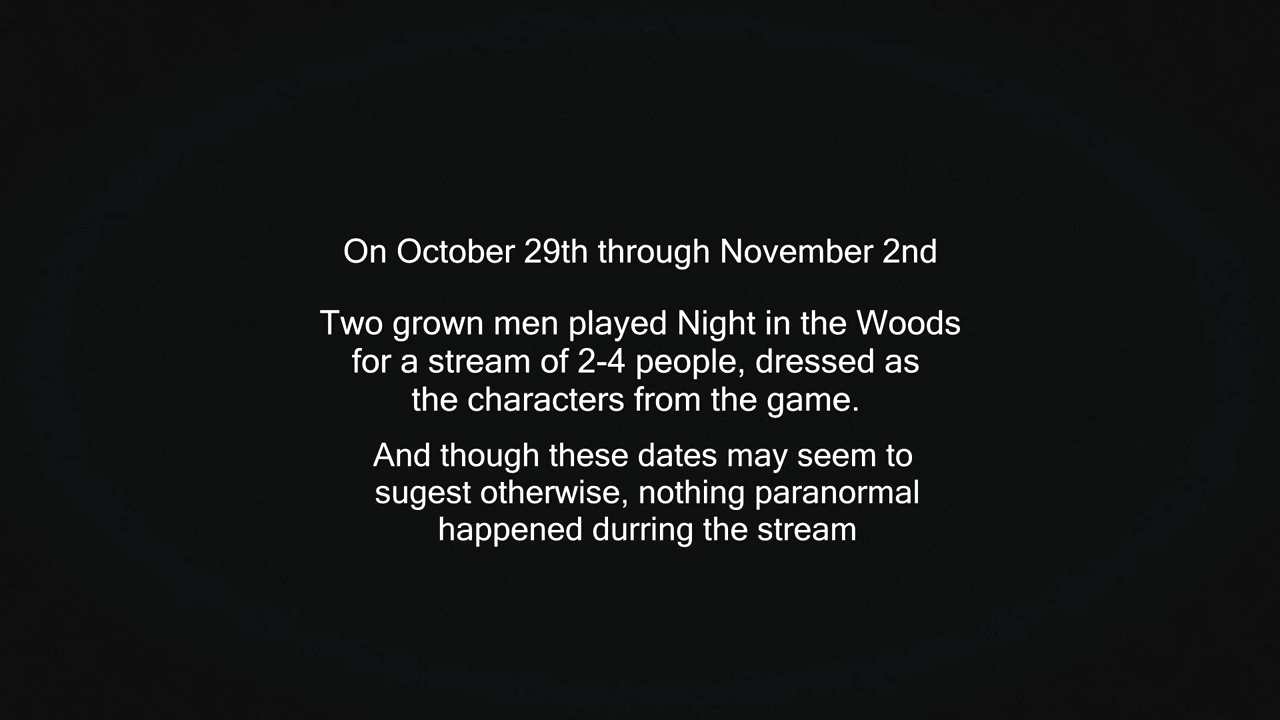 On October 29th through November 2nd
Two grown men played Night in the Woods
for a stream of 2-4 people, dressed as
the characters from the game.
And though these dates may seem to
sugest otherwise, nothing paranormal
happened durring the stream